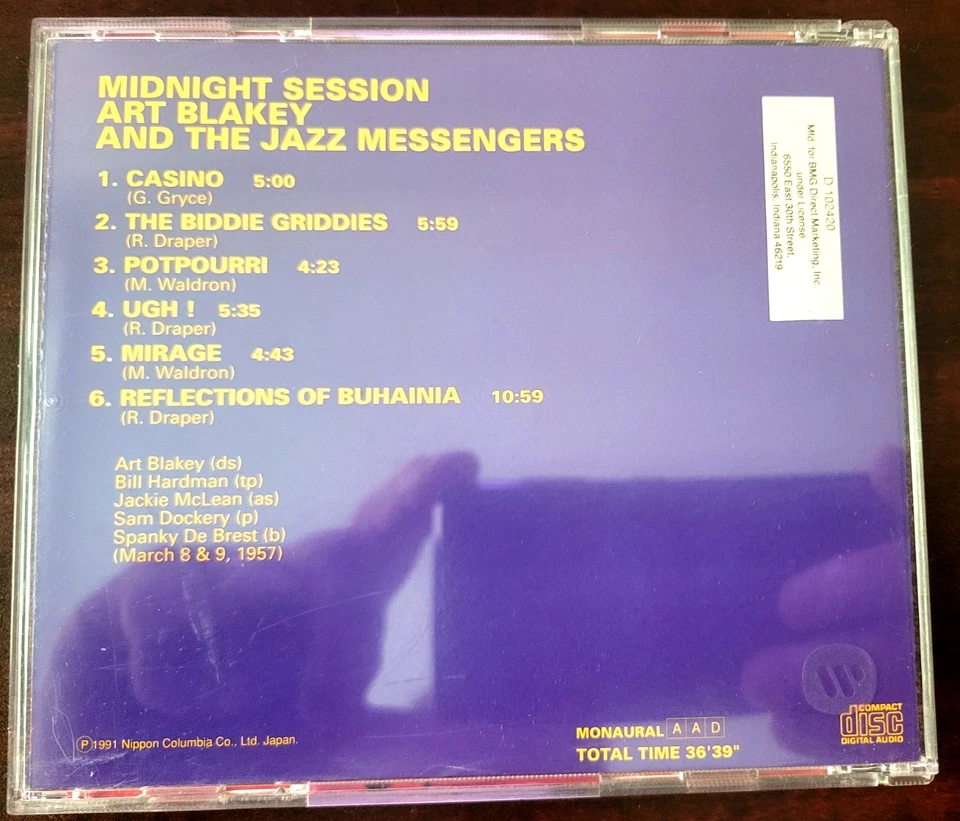 MIDNIGHT SESSION
ART BLAKEY
AND THE JAZZ MESSENGERS
1. CASINO 5:00
(G. Gryce)
2. THE BIDDIE GRIDDIES 5:59
(R. Draper)
3. POTPOURRI 4:23
(M. Waldron)
4. UGH ! 5:35
(R. Draper)
5. MIRAGE 4:43
(M. Waldron)
6. REFLECTIONS OF BUHAINIA 10:59
(R. Draper)
Art Blakey (ds)
Bill Hardman (tp)
Jackie McLean (as)
Sam Dockery (p)
Spanky De Brest (b)
(March 8 & 9, 1957)
D 102420
Mfd. for BMG Direct Marketing, Inc.
under License
6550 East 30th Street,
Indianapolis, Indiana 46219
Ⓟ1991 Nippon Columbia Co., Ltd. Japan.
MONAURAL A A D
TOTAL TIME 36'39"
COMPACT
disc
DIGITAL AUDIO